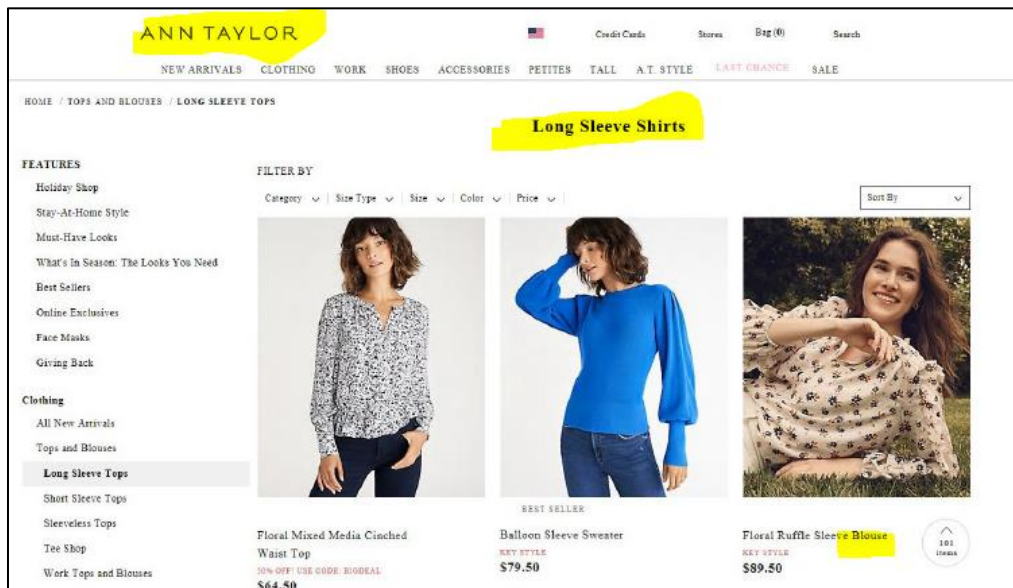 ANN TAYLOR
Credit Cards Stores Bag (0) Search
NEW ARRIVALS CLOTHING WORK SHOES ACCESSORIES PETITES TALL A.T. STYLE LAST CHANCE SALE
HOME / TOPS AND BLOUSES / LONG SLEEVE TOPS
Long Sleeve Shirts
FEATURES
Holiday Shop
Stay-At-Home Style
Must-Have Looks
What's In Season: The Looks You Need
Best Sellers
Online Exclusives
Face Masks
Giving Back
Clothing
All New Arrivals
Tops and Blouses
Long Sleeve Tops
Short Sleeve Tops
Sleeveless Tops
Tee Shop
Work Tops and Blouses
FILTER BY
Category Size Type Size Color Price
Sort By
Floral Mixed Media Cinched
Waist Top
50% OFF! USE CODE: BIGDEAL
$64.50
BEST SELLER
Balloon Sleeve Sweater
KEY STYLE
$79.50
Floral Ruffle Sleeve Blouse
KEY STYLE
$89.50
101
items